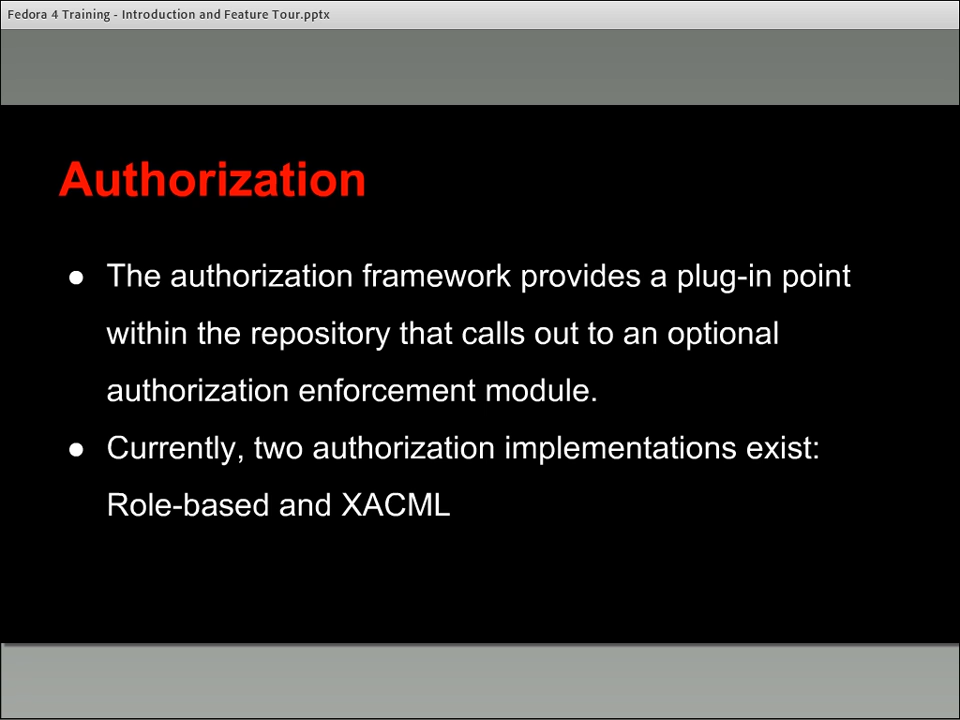 Fedora 4 Training - Introduction and Feature Tour.pptx
Authorization
● The authorization framework provides a plug-in point
within the repository that calls out to an optional
authorization enforcement module.
● Currently, two authorization implementations exist:
Role-based and XACML